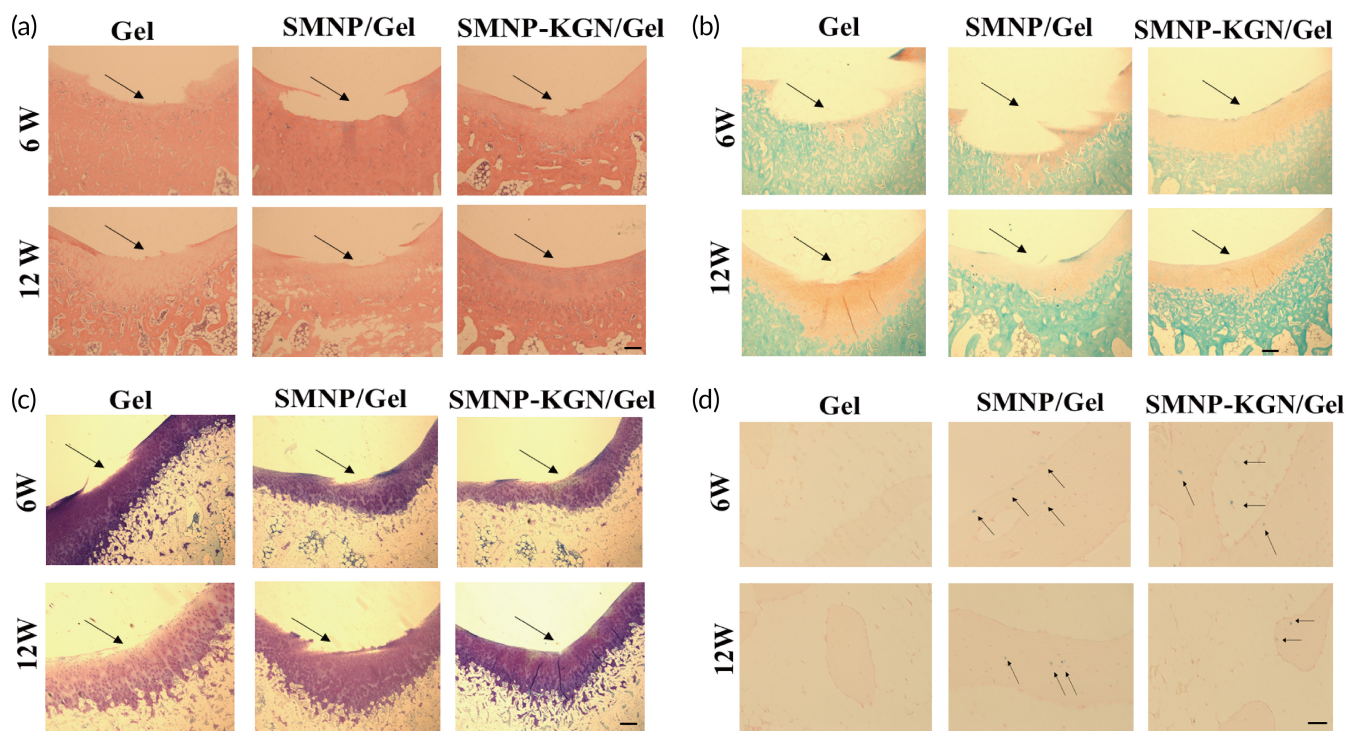 (a)
Gel SMNP/Gel SMNP-KGN/Gel
6 W
12 W
(b)
Gel SMNP/Gel SMNP-KGN/Gel
6W
12W
(c)
Gel SMNP/Gel SMNP-KGN/Gel
6W
12W
(d)
Gel SMNP/Gel SMNP-KGN/Gel
6W
12W